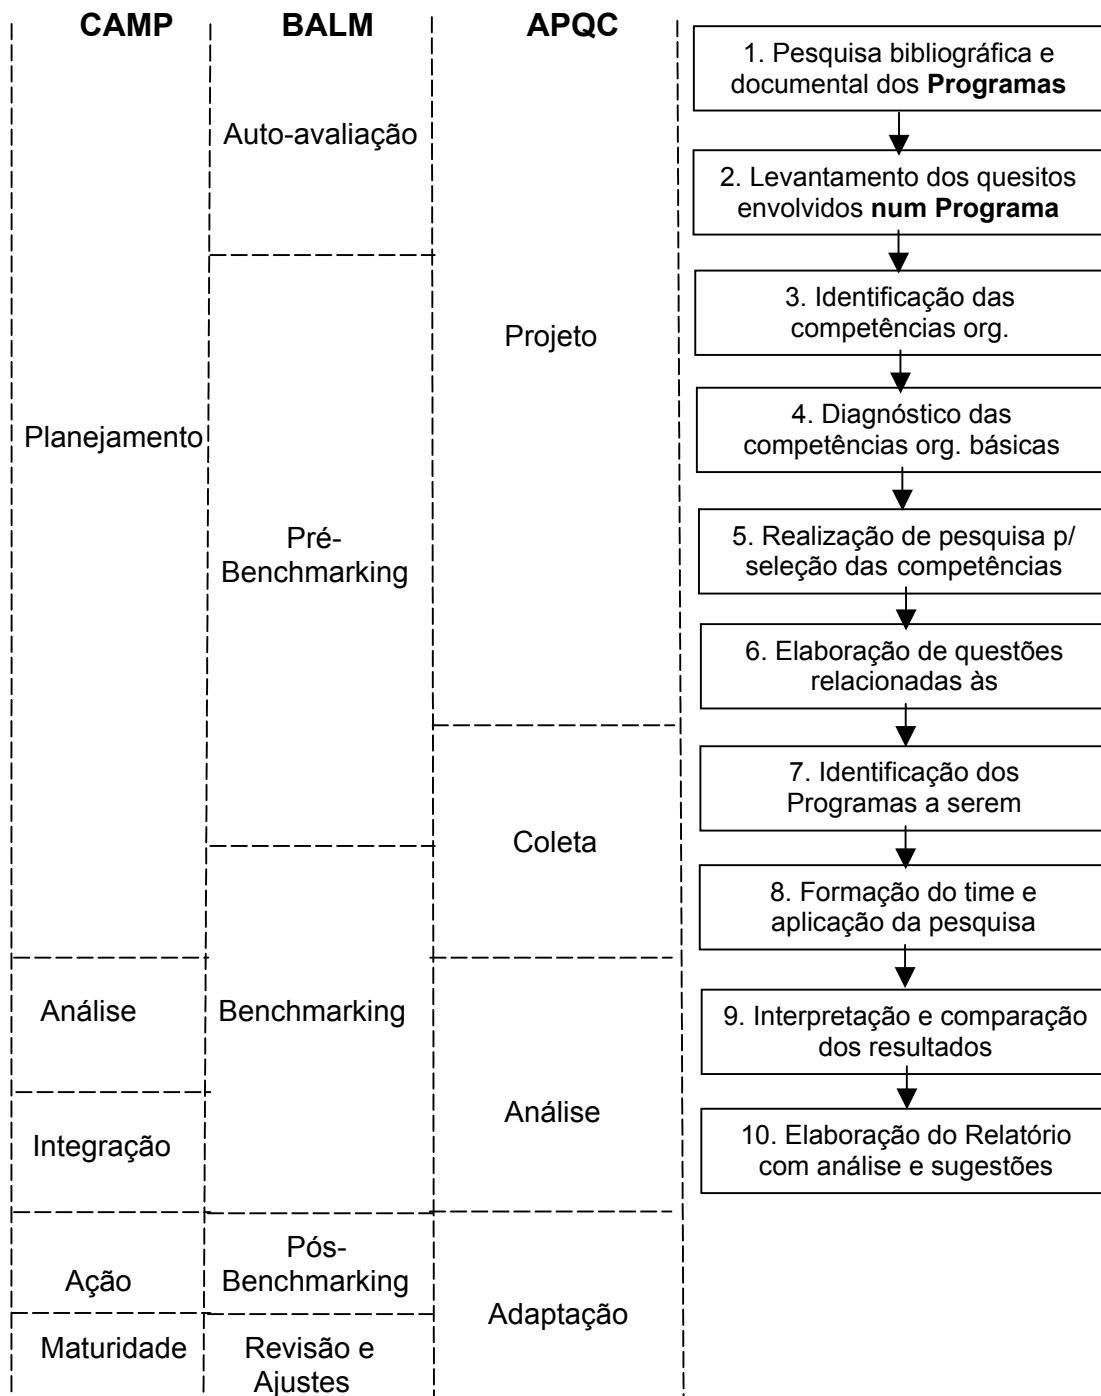 CAMP
BALM
APQC
Planejamento
Análise
Integração
Ação
Maturidade
Auto-avaliação
Pré-
Benchmarking
Benchmarking
Pós-
Benchmarking
Revisão e
Ajustes
Projeto
Coleta
Análise
Adaptação
1. Pesquisa bibliográfica e
documental dos Programas
2. Levantamento dos quesitos
envolvidos num Programa
3. Identificação das
competências org.
4. Diagnóstico das
competências org. básicas
5. Realização de pesquisa p/
seleção das competências
6. Elaboração de questões
relacionadas às
7. Identificação dos
Programas a serem
8. Formação do time e
aplicação da pesquisa
9. Interpretação e comparação
dos resultados
10. Elaboração do Relatório
com análise e sugestões